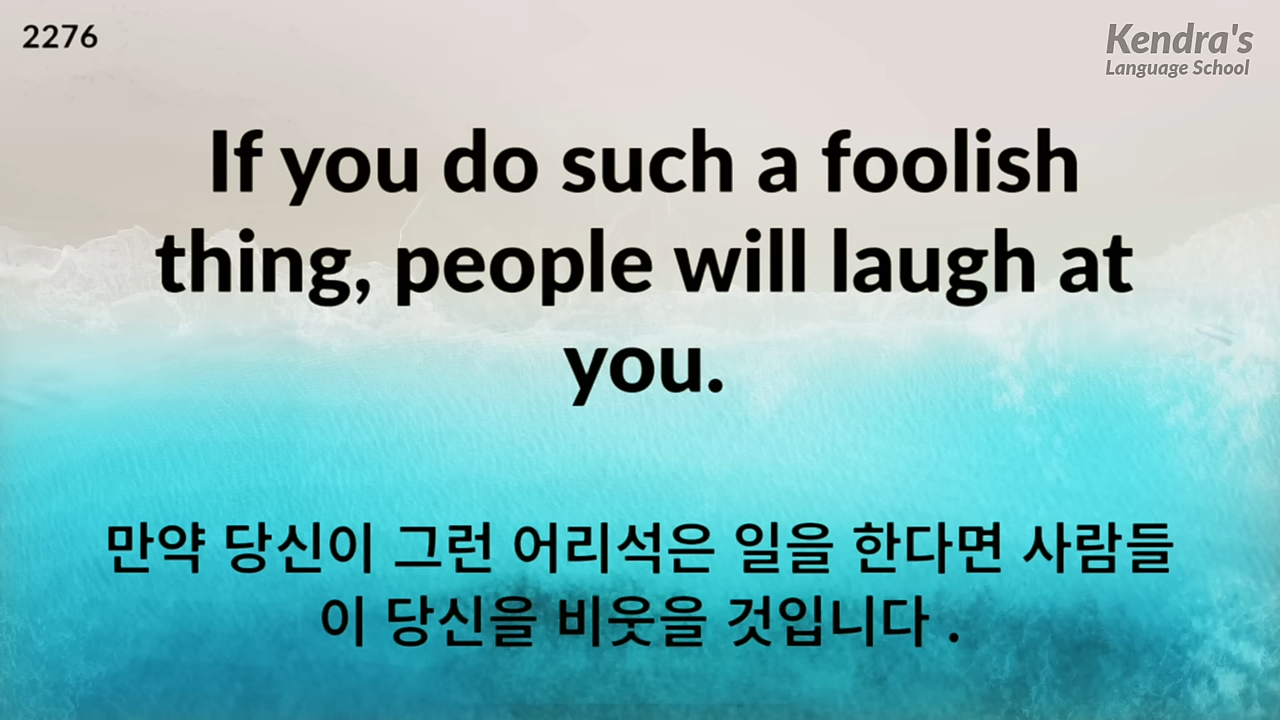 2276
Kendra's
Language School
If you do such a foolish
thing, people will laugh at
you.
만약 당신이 그런 어리석은 일을 한다면 사람들
이 당신을 비웃을 것입니다 .